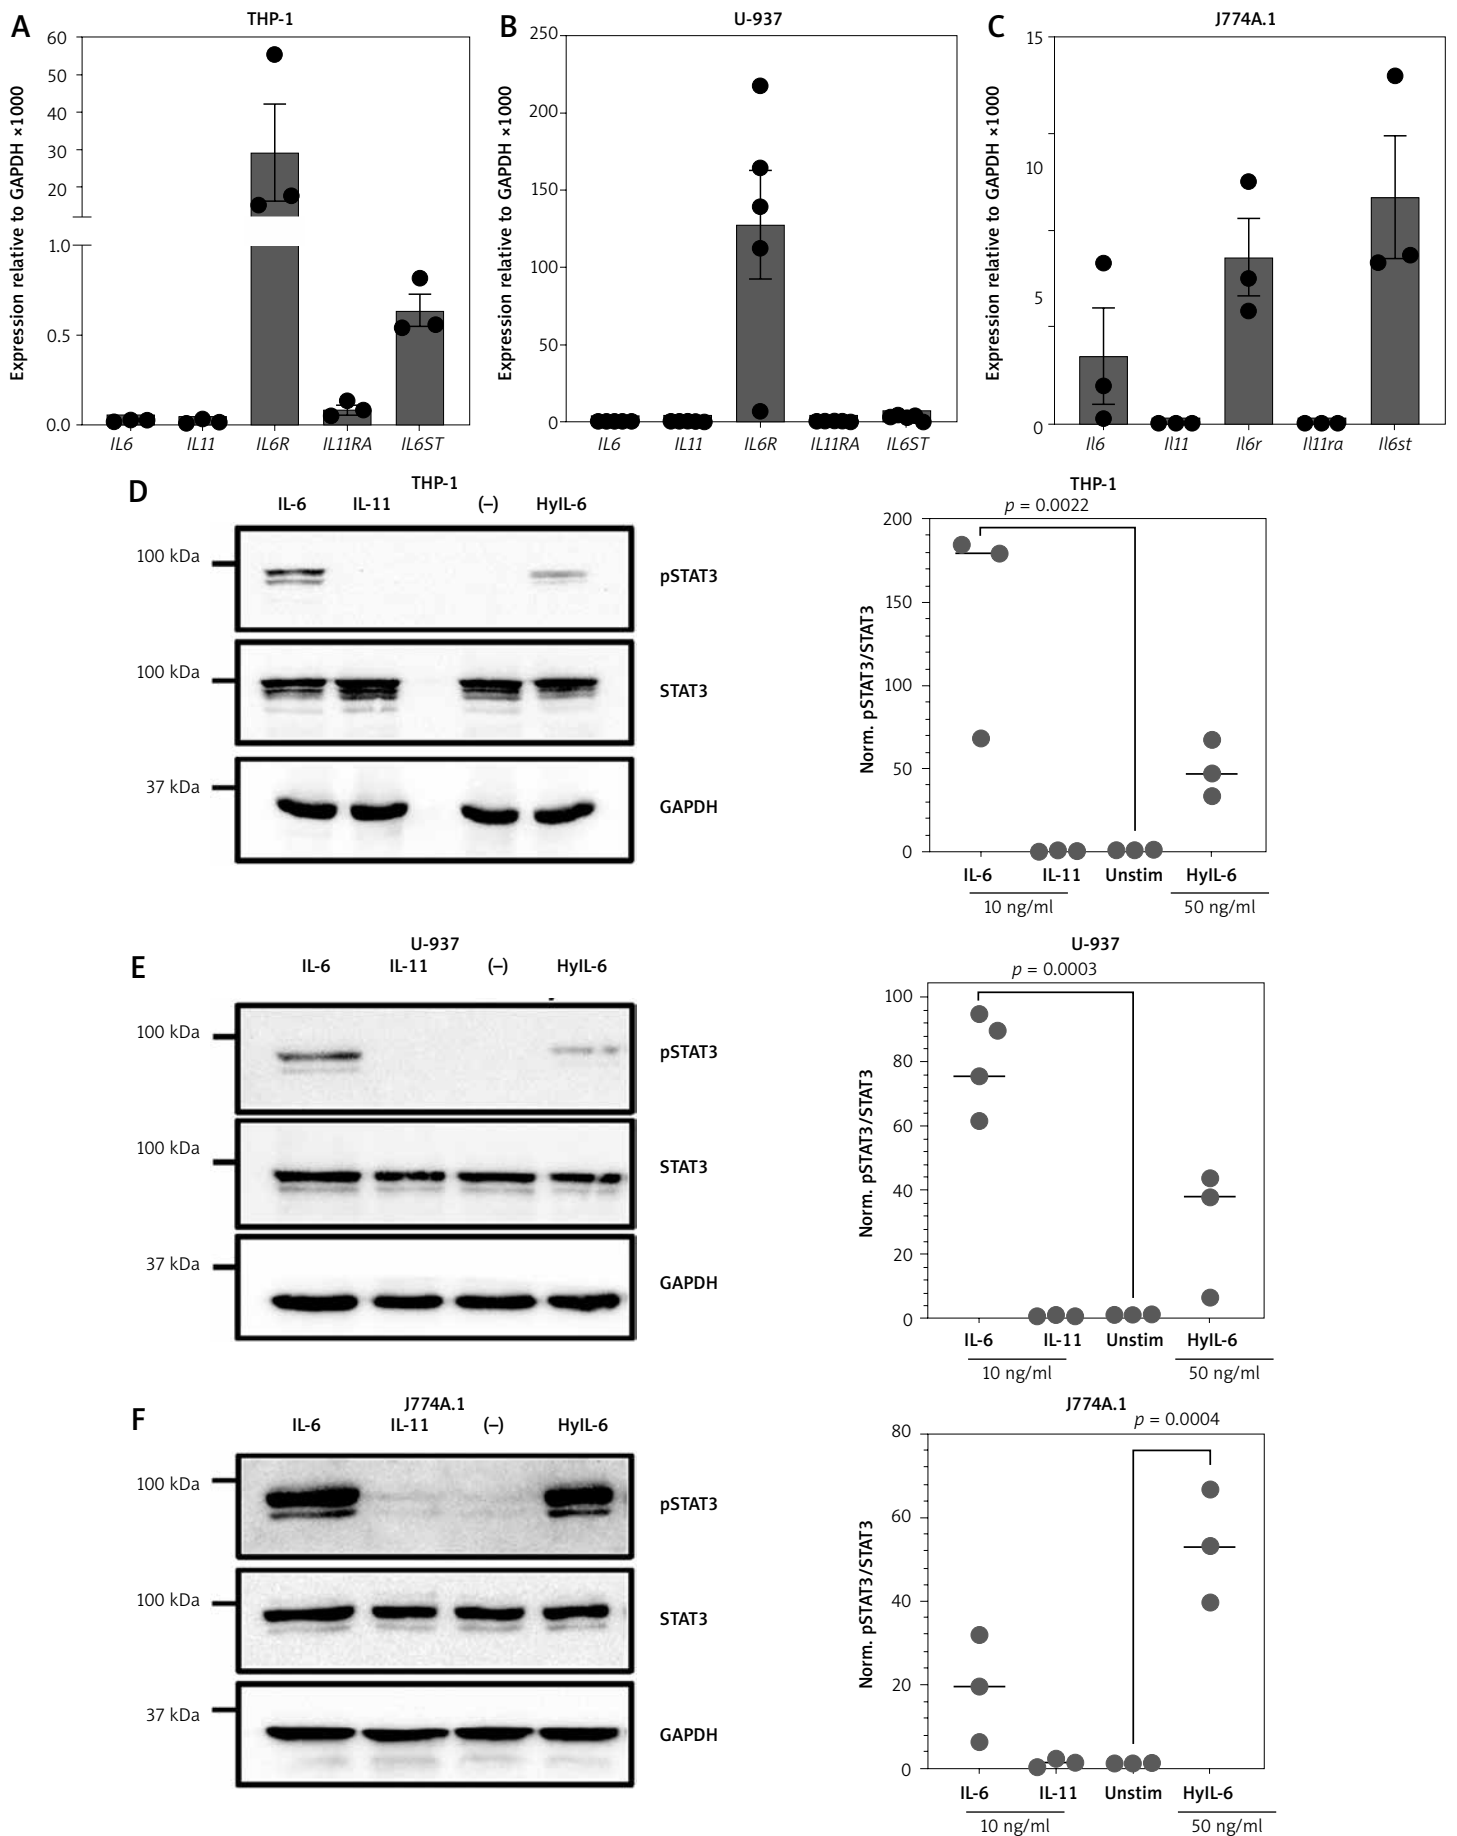 A
THP-1
Expression relative to GAPDH ×1000
60
50
40
30
20
1.0
0.5
0.0
IL6 IL11 IL6R IL11RA IL6ST
B
U-937
Expression relative to GAPDH ×1000
250
200
150
100
50
0
IL6 IL11 IL6R IL11RA IL6ST
C
J774A.1
Expression relative to GAPDH ×1000
15
10
5
0
Il6 Il11 Il6r Il11ra Il6st
D
THP-1
IL-6 IL-11 (–) HyIL-6
100 kDa
pSTAT3
100 kDa
STAT3
37 kDa
GAPDH
THP-1
p = 0.0022
Norm. pSTAT3/STAT3
200
150
100
50
0
IL-6 IL-11 Unstim HyIL-6
10 ng/ml 50 ng/ml
E
U-937
IL-6 IL-11 (–) HyIL-6
100 kDa
pSTAT3
100 kDa
STAT3
37 kDa
GAPDH
U-937
p = 0.0003
Norm. pSTAT3/STAT3
100
80
60
40
20
0
IL-6 IL-11 Unstim HyIL-6
10 ng/ml 50 ng/ml
F
J774A.1
IL-6 IL-11 (–) HyIL-6
100 kDa
pSTAT3
100 kDa
STAT3
37 kDa
GAPDH
J774A.1
p = 0.0004
Norm. pSTAT3/STAT3
80
60
40
20
0
IL-6 IL-11 Unstim HyIL-6
10 ng/ml 50 ng/ml